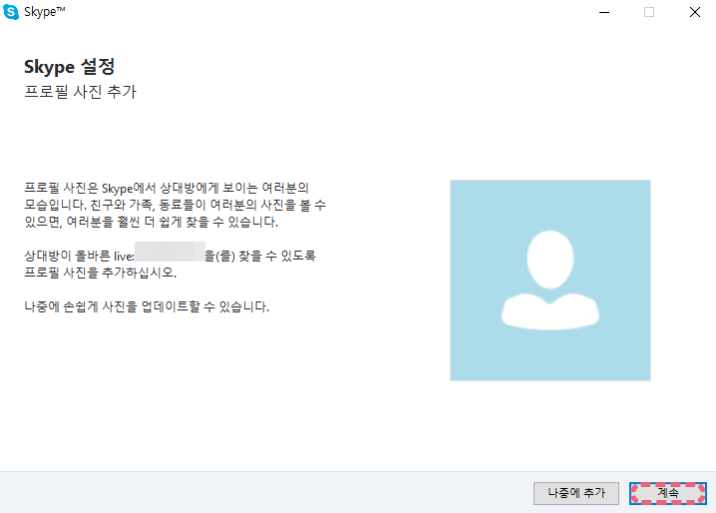 Skype™
Skype 설정
프로필 사진 추가
프로필 사진은 Skype에서 상대방에게 보이는 여러분의
모습입니다. 친구와 가족, 동료들이 여러분의 사진을 볼 수
있으면, 여러분을 훨씬 더 쉽게 찾을 수 있습니다.
상대방이 올바른 live: 을(를) 찾을 수 있도록
프로필 사진을 추가하십시오.
나중에 손쉽게 사진을 업데이트할 수 있습니다.
나중에 추가
계속